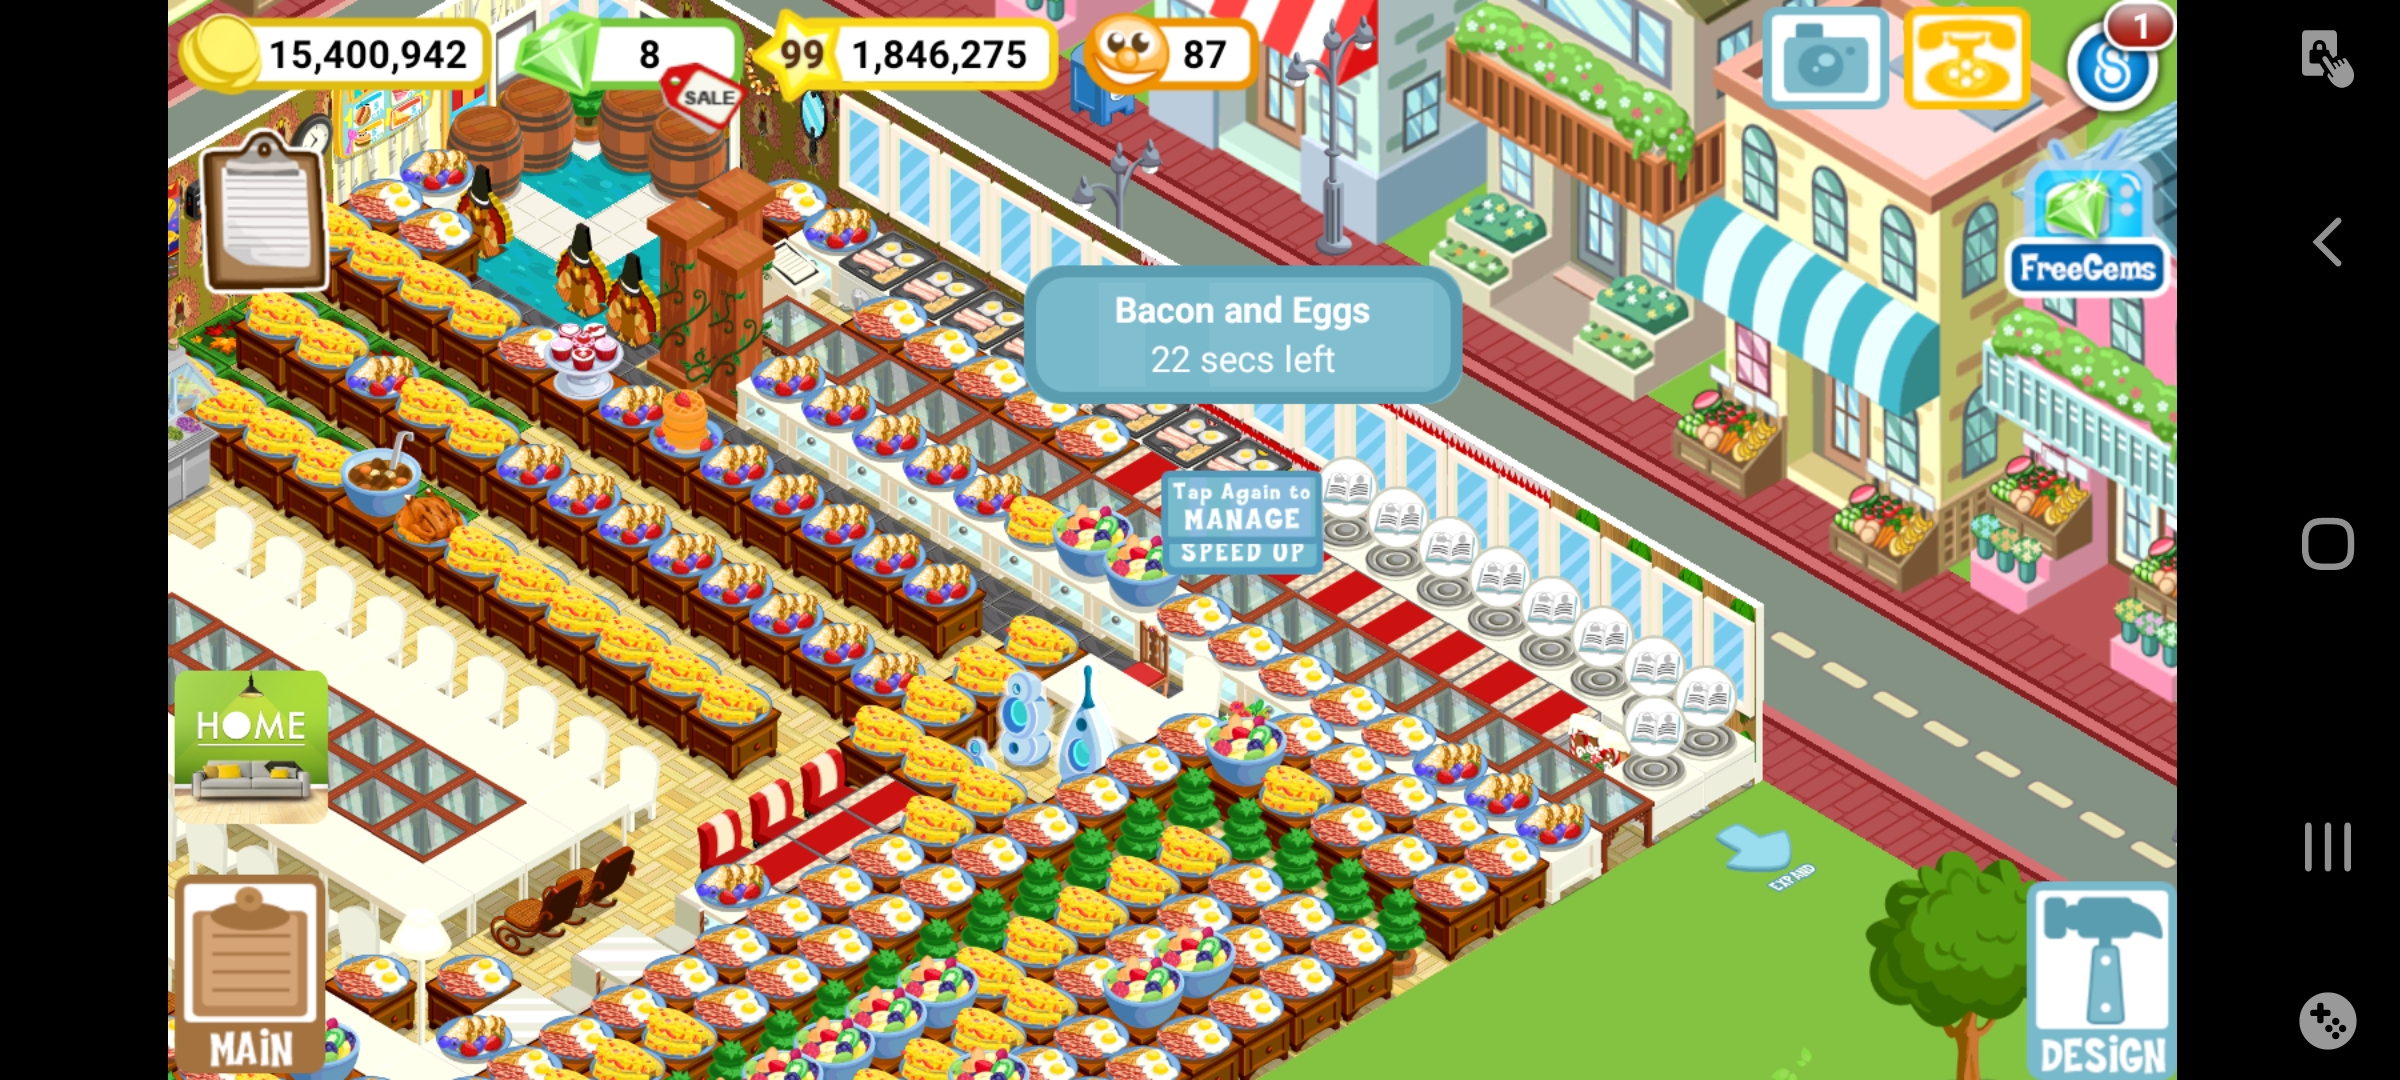 15,400,942
8
SALE
99
1,846,275
87
1
FreeGems
Bacon and Eggs
22 secs left
Tap Again to
MANAGE
SPEED UP
HOME
EXPAND
MAiN
DESiGN